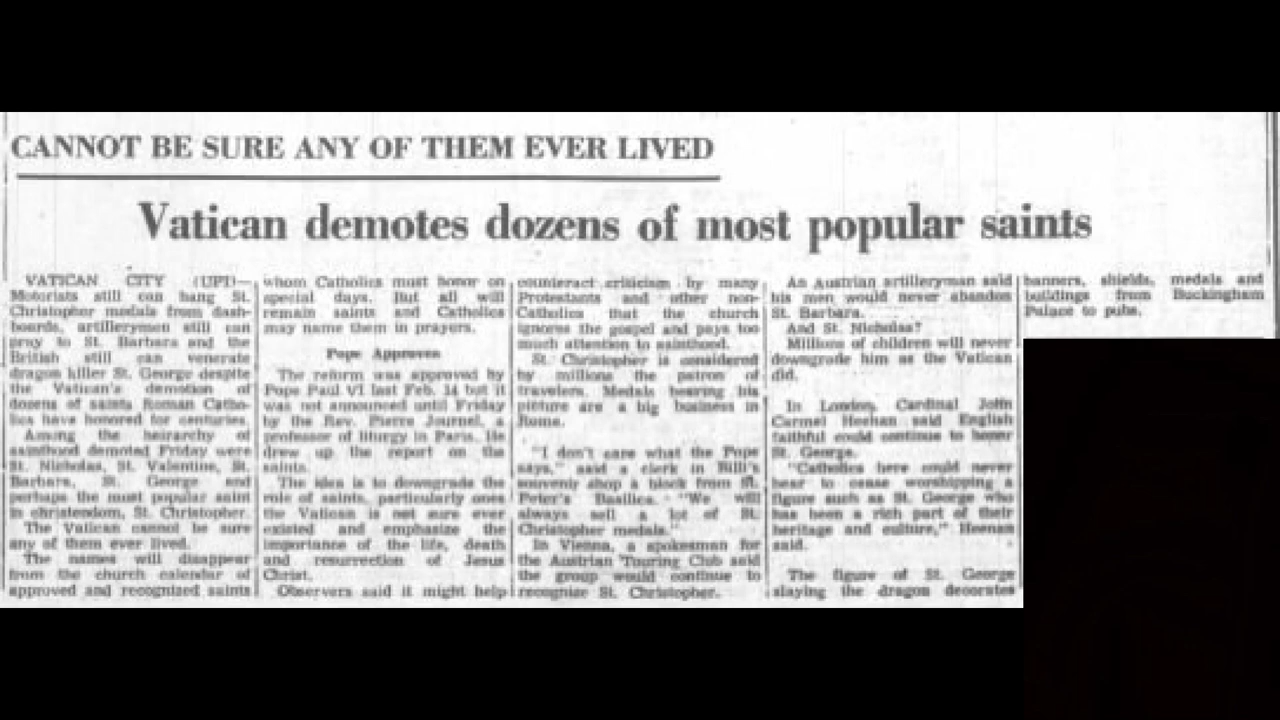 CANNOT BE SURE ANY OF THEM EVER LIVED
Vatican demotes dozens of most popular saints
VATICAN CITY (UPI)—
Motorists still can hang St.
Christopher medals from dash-
boards, artillerymen still can
pray to St. Barbara and the
British still can venerate
dragon killer St. George despite
the Vatican's demotion of
dozens of saints Roman Catho-
lics have honored for centuries.
Among the heirarchy of
sainthood demoted Friday were
St. Nicholas, St. Valentine, St.
Barbara, St. George and
perhaps the most popular saint
in christendom, St. Christopher.
The Vatican cannot be sure
any of them ever lived.
The names will disappear
from the church calendar of
approved and recognized saints
whom Catholics must honor on
special days. But all will
remain saints and Catholics
may name them in prayers.
Pope Approves
The reform was approved by
Pope Paul VI last Feb. 14 but it
was not announced until Friday
by the Rev. Pierre Journel, a
professor of liturgy in Paris. He
drew up the report on the
saints.
The idea is to downgrade the
role of saints, particularly ones
the Vatican is not sure ever
existed and emphasize the
importance of the life, death
and resurrection of Jesus
Christ.
Observers said it might help
counteract criticism by many
Protestants and other non-
Catholics that the church
ignores the gospel and pays too
much attention to sainthood.
St. Christopher is considered
by millions the patron of
travelers. Medals bearing his
picture are a big business in
Rome.
"I don't care what the Pope
says," said a clerk in Bill's
souvenir shop a block from St.
Peter's Basilica. "We will
always sell a lot of St.
Christopher medals."
In Vienna, a spokesman for
the Austrian Touring Club said
the group would continue to
recognize St. Christopher.
An Austrian artilleryman said
his men would never abandon
St. Barbara.
And St. Nicholas?
Millions of children will never
downgrade him as the Vatican
did.
In London, Cardinal John
Carmel Heehan said English
faithful could continue to honor
St. George.
"Catholics here could never
bear to cease worshipping a
figure such as St. George who
has been a rich part of their
heritage and culture," Heenan
said.
The figure of St. George
slaying the dragon decorates
banners, shields, medals and
buildings from Buckingham
Palace to pubs.